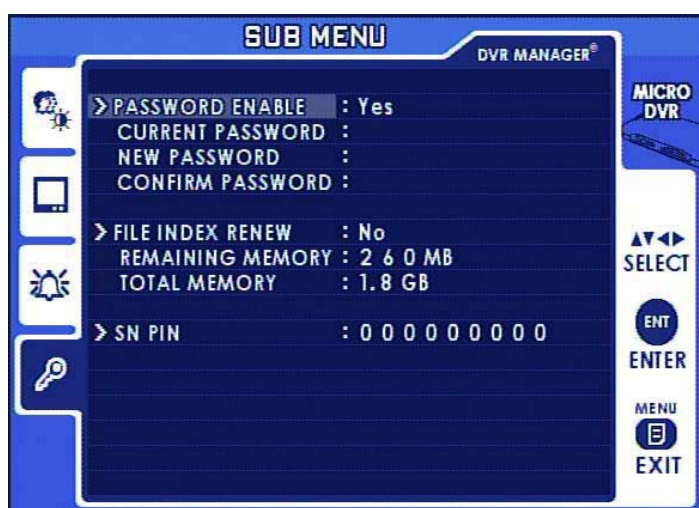 SUB MENU
DVR MANAGER®
> PASSWORD ENABLE : Yes
CURRENT PASSWORD :
NEW PASSWORD :
CONFIRM PASSWORD :
> FILE INDEX RENEW : No
REMAINING MEMORY : 2 6 0 MB
TOTAL MEMORY : 1.8 GB
> SN PIN : 0 0 0 0 0 0 0 0 0
MICRO
DVR
▲▼◀▶
SELECT
ENT
ENTER
MENU
EXIT